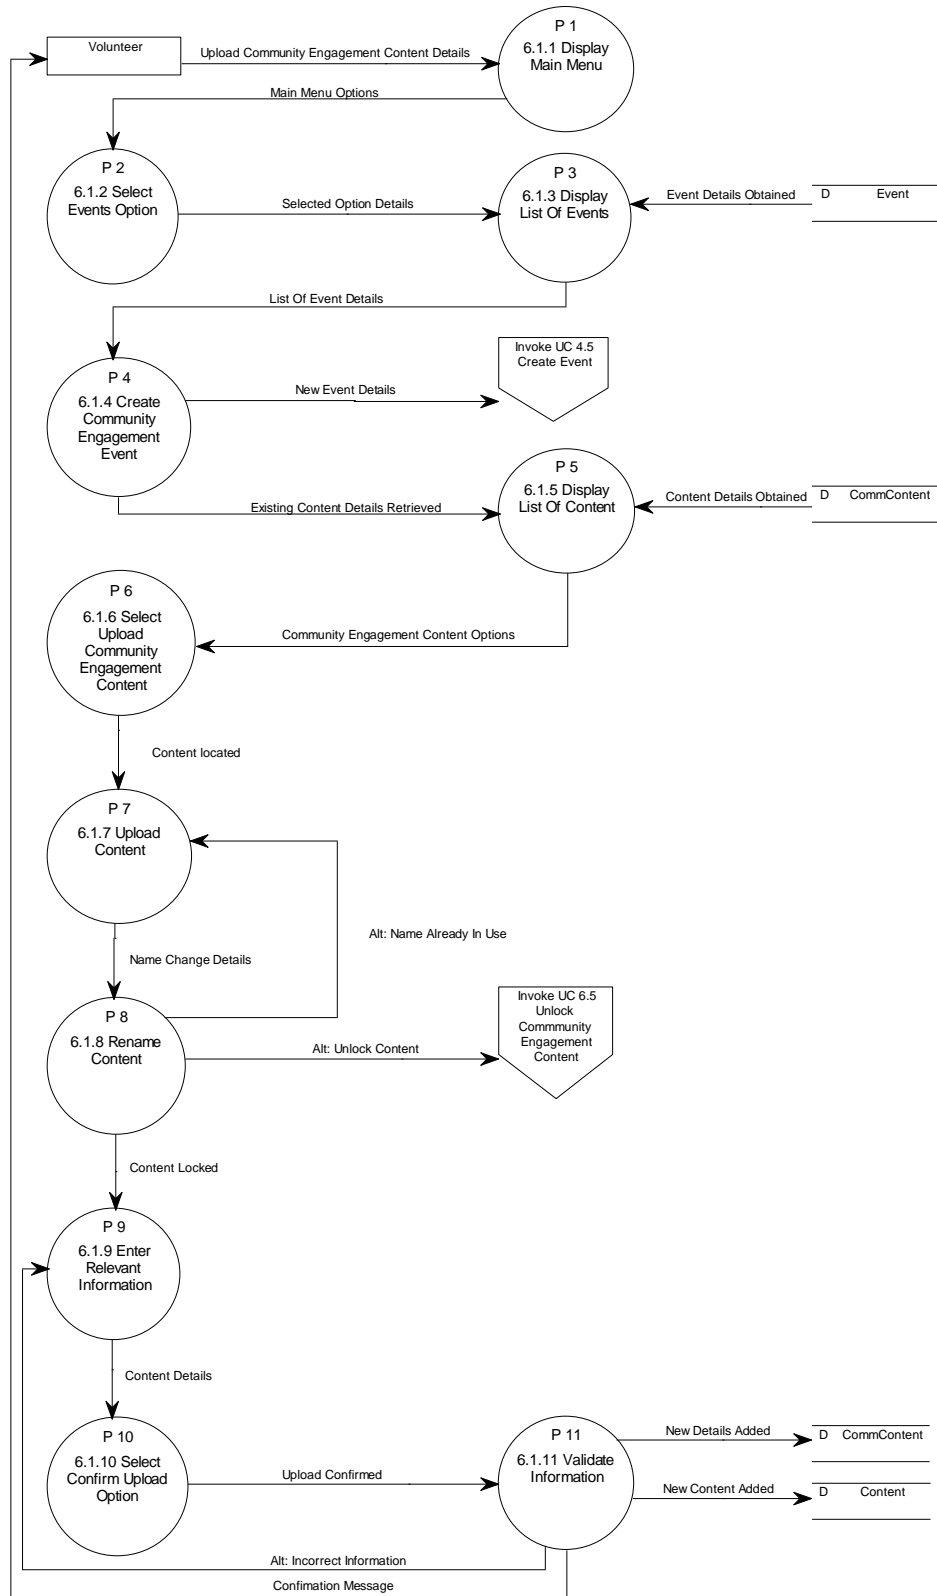 P 1
6.1.1 Display
Main Menu
Volunteer
Upload Community Engagement Content Details
Main Menu Options
P 2
6.1.2 Select
Events Option
Selected Option Details
P 3
6.1.3 Display
List Of Events
Event Details Obtained
D Event
List Of Event Details
Invoke UC 4.5
Create Event
P 4
6.1.4 Create
Community
Engagement
Event
New Event Details
P 5
6.1.5 Display
List Of Content
Existing Content Details Retrieved
Content Details Obtained
D CommContent
P 6
6.1.6 Select
Upload
Community
Engagement
Content
Community Engagement Content Options
Content located
P 7
6.1.7 Upload
Content
Alt: Name Already In Use
Name Change Details
P 8
6.1.8 Rename
Content
Alt: Unlock Content
Invoke UC 6.5
Unlock
Commmunity
Engagement
Content
Content Locked
P 9
6.1.9 Enter
Relevant
Information
Content Details
P 10
6.1.10 Select
Confirm Upload
Option
Upload Confirmed
P 11
6.1.11 Validate
Information
New Details Added
D CommContent
New Content Added
D Content
Alt: Incorrect Information
Confimation Message